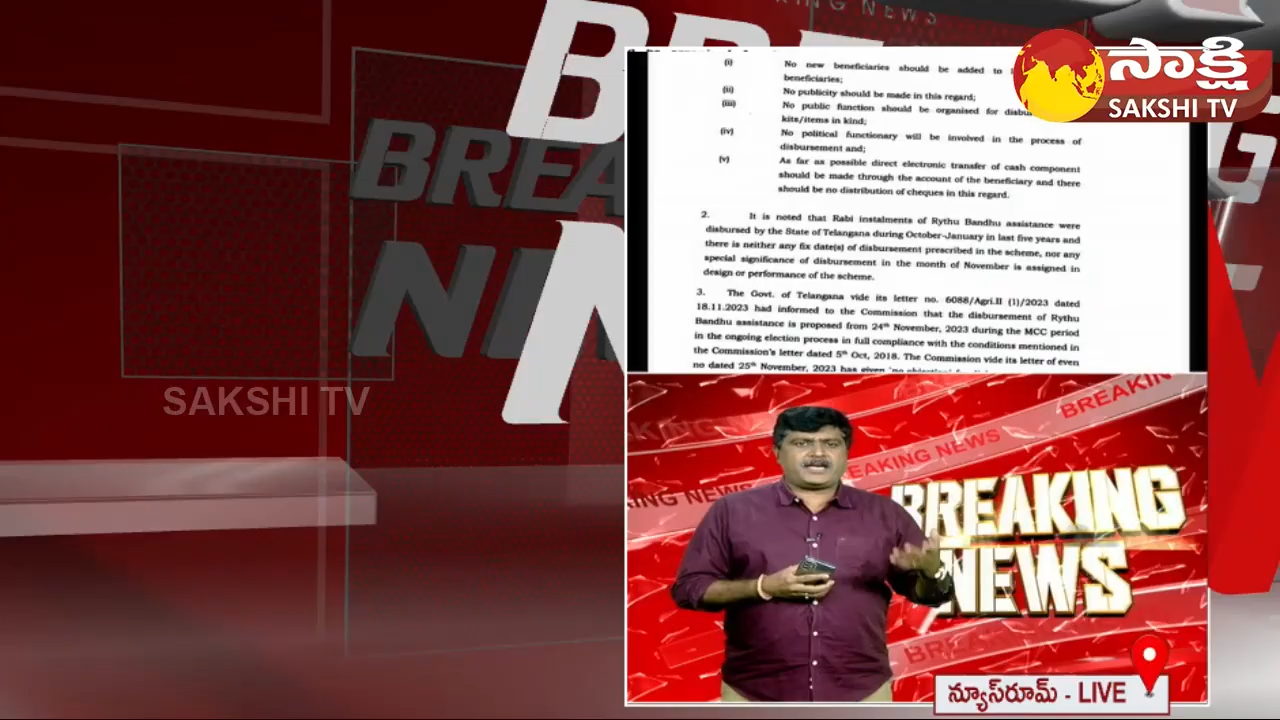 KING NEWS
BREA
సాక్షి
SAKSHI TV
(i) No new beneficiaries should be added to
beneficiaries;
(ii) No publicity should be made in this regard;
(iii) No public function should be organised for
kits/items in kind;
(iv) No political functionary will be involved in the process of
disbursement and;
(v) As far as possible direct electronic transfer of cash component
should be made through the account of the beneficiary and there
should be no distribution of cheques in this regard.
2. It is noted that Rabi instalments of Rythu Bandhu assistance were
disbursed by the State of Telangana during October-January in last five years and
there is neither any fix date(s) of disbursement prescribed in the scheme, nor any
special significance of disbursement in the month of November is assigned in
design or performance of the scheme.
3. The Govt. of Telangana vide its letter no. 6088/Agri.II (1)/2023 dated
18.11.2023 had informed to the Commission that the disbursement of Rythu
Bandhu assistance is proposed from 24th November, 2023 during the MCC period
in the ongoing election process in full compliance with the conditions mentioned in
the Commission's letter dated 5th Oct, 2018. The Commission vide its letter of even
no dated 25th November, 2023 has given 'no objection'
SAKSHI TV
BREAKIN
EAKING NEWS
KING NEWS
BREAKING
NEWS
న్యూస్‌రూమ్ - LIVE